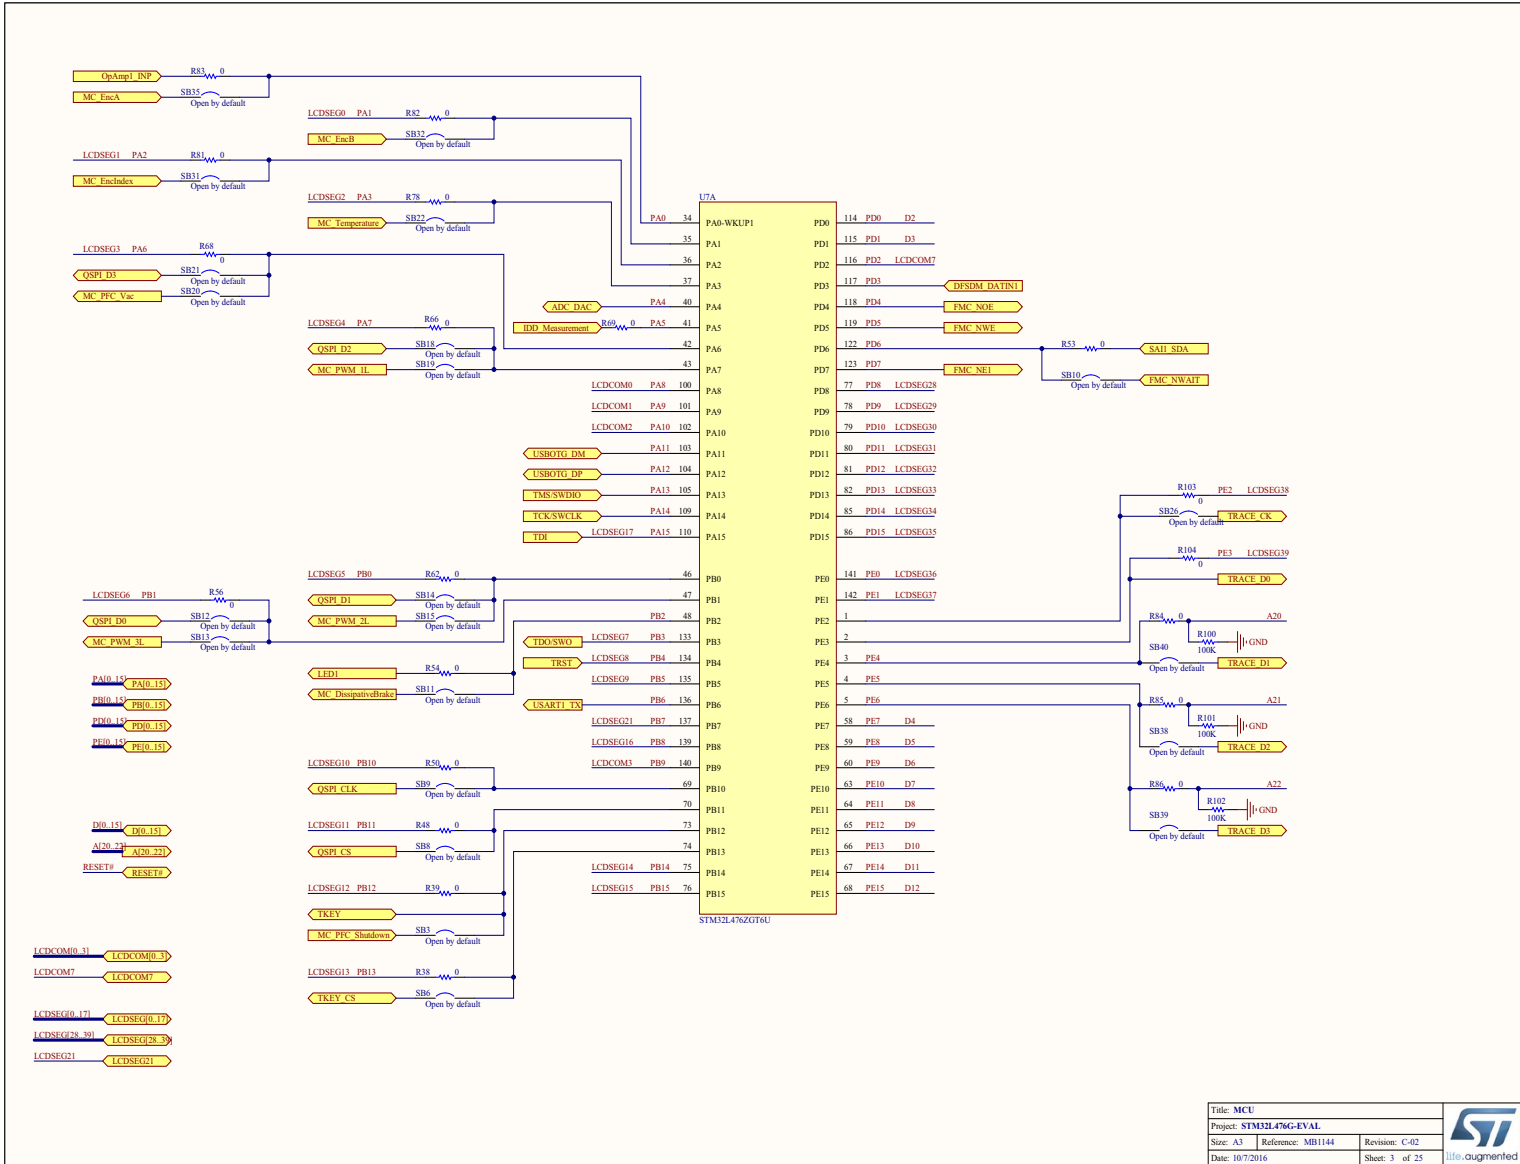 OpAmp1_INP R83 0
MC_EncA SB35
Open by default
LCDSEG0 PA1 R82 0
MC_EncB SB32
Open by default
LCDSEG1 PA2 R81 0
MC_EncIndex SB31
Open by default
LCDSEG2 PA3 R78 0
MC_Temperature SB22
Open by default
LCDSEG3 PA6 R68
0
QSPI_D3 SB21
Open by default
MC_PFC_Vac SB20
Open by default
LCDSEG4 PA7 R66
0
QSPI_D2 SB18
Open by default
MC_PWM_1L SB19
Open by default
U7A
PA0 34 PA0-WKUP1
35 PA1
36 PA2
37 PA3
ADC_DAC PA4 40 PA4
IDD_Measurement R69 0 PA5 41 PA5
42 PA6
43 PA7
LCDCOM0 PA8 100 PA8
LCDCOM1 PA9 101 PA9
LCDCOM2 PA10 102 PA10
USBOTG_DM PA11 103 PA11
USBOTG_DP PA12 104 PA12
TMS/SWDIO PA13 105 PA13
TCK/SWCLK PA14 109 PA14
TDI LCDSEG17 PA15 110 PA15
46 PB0
47 PB1
PB2 48 PB2
TDO/SWO LCDSEG7 PB3 133 PB3
TRST LCDSEG8 PB4 134 PB4
LCDSEG9 PB5 135 PB5
USART1_TX PB6 136 PB6
LCDSEG21 PB7 137 PB7
LCDSEG16 PB8 139 PB8
LCDCOM3 PB9 140 PB9
69 PB10
70 PB11
73 PB12
74 PB13
LCDSEG14 PB14 75 PB14
LCDSEG15 PB15 76 PB15
STM32L476ZGT6U
PD0 114 PD0 D2
PD1 115 PD1 D3
PD2 116 PD2 LCDCOM7
PD3 117 PD3 DFSDM_DATIN1
PD4 118 PD4 FMC_NOE
PD5 119 PD5 FMC_NWE
PD6 122 PD6 R53 0 SAI1_SDA
SB10 FMC_NWAIT
Open by default
PD7 123 PD7 FMC_NE1
PD8 77 PD8 LCDSEG28
PD9 78 PD9 LCDSEG29
PD10 79 PD10 LCDSEG30
PD11 80 PD11 LCDSEG31
PD12 81 PD12 LCDSEG32
PD13 82 PD13 LCDSEG33
PD14 85 PD14 LCDSEG34
PD15 86 PD15 LCDSEG35
PE0 141 PE0 LCDSEG36
PE1 142 PE1 LCDSEG37
PE2 1
PE3 2
PE4 3 PE4
PE5 4 PE5
PE6 5 PE6
PE7 58 PE7 D4
PE8 59 PE8 D5
PE9 60 PE9 D6
PE10 63 PE10 D7
PE11 64 PE11 D8
PE12 65 PE12 D9
PE13 66 PE13 D10
PE14 67 PE14 D11
PE15 68 PE15 D12
R103 0 PE2 LCDSEG38
SB26 TRACE_CK
Open by default
R104 0 PE3 LCDSEG39
TRACE_D0
R84 0 A20
R100 GND
100K
SB40 TRACE_D1
Open by default
R85 0 A21
R101 GND
100K
SB38 TRACE_D2
Open by default
R86 0 A22
R102 GND
100K
SB39 TRACE_D3
Open by default
LCDSEG5 PB0 R62 0
QSPI_D1 SB14
Open by default
MC_PWM_2L SB15
Open by default
LCDSEG6 PB1 R56
0
QSPI_D0 SB12
Open by default
MC_PWM_3L SB13
Open by default
LED1 R54 0
MC_DissipativeBrake SB11
Open by default
PA[0..15] PA[0..15]
PB[0..15] PB[0..15]
PD[0..15] PD[0..15]
PE[0..15] PE[0..15]
LCDSEG10 PB10 R50 0
QSPI_CLK SB9
Open by default
LCDSEG11 PB11 R48 0
QSPI_CS SB8
Open by default
D[0..15] D[0..15]
A[20..22] A[20..22]
RESET# RESET#
LCDSEG12 PB12 R39 0
TKEY
MC_PFC_Shutdown SB3
Open by default
LCDSEG13 PB13 R38 0
TKEY_CS SB6
Open by default
LCDCOM[0..3] LCDCOM[0..3]
LCDCOM7 LCDCOM7
LCDSEG[0..17] LCDSEG[0..17]
LCDSEG[28..39] LCDSEG[28..39]
LCDSEG21 LCDSEG21
Title: MCU
Project: STM32L476G-EVAL
Size: A3 Reference: MB1144 Revision: C-02
Date: 10/7/2016 Sheet: 3 of 25
ST
life.augmented